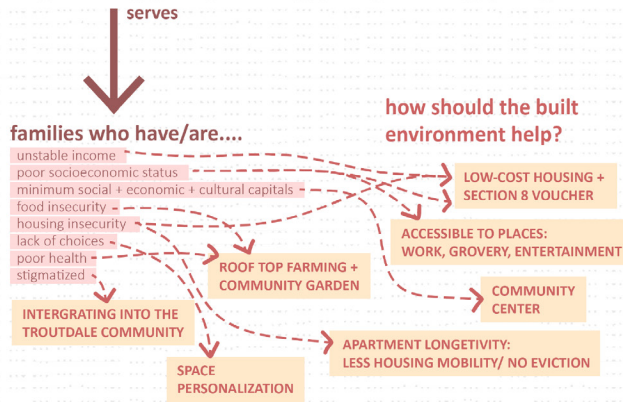 serves
families who have/are....
unstable income
poor socioeconomic status
minimum social + economic + cultural capitals
food insecurity
housing insecurity
lack of choices
poor health
stigmatized
how should the built
environment help?
LOW-COST HOUSING +
SECTION 8 VOUCHER
ACCESSIBLE TO PLACES:
WORK, GROVERY, ENTERTAINMENT
ROOF TOP FARMING +
COMMUNITY GARDEN
COMMUNITY
CENTER
INTERGRATING INTO THE
TROUTDALE COMMUNITY
APARTMENT LONGETIVITY:
LESS HOUSING MOBILITY/ NO EVICTION
SPACE
PERSONALIZATION